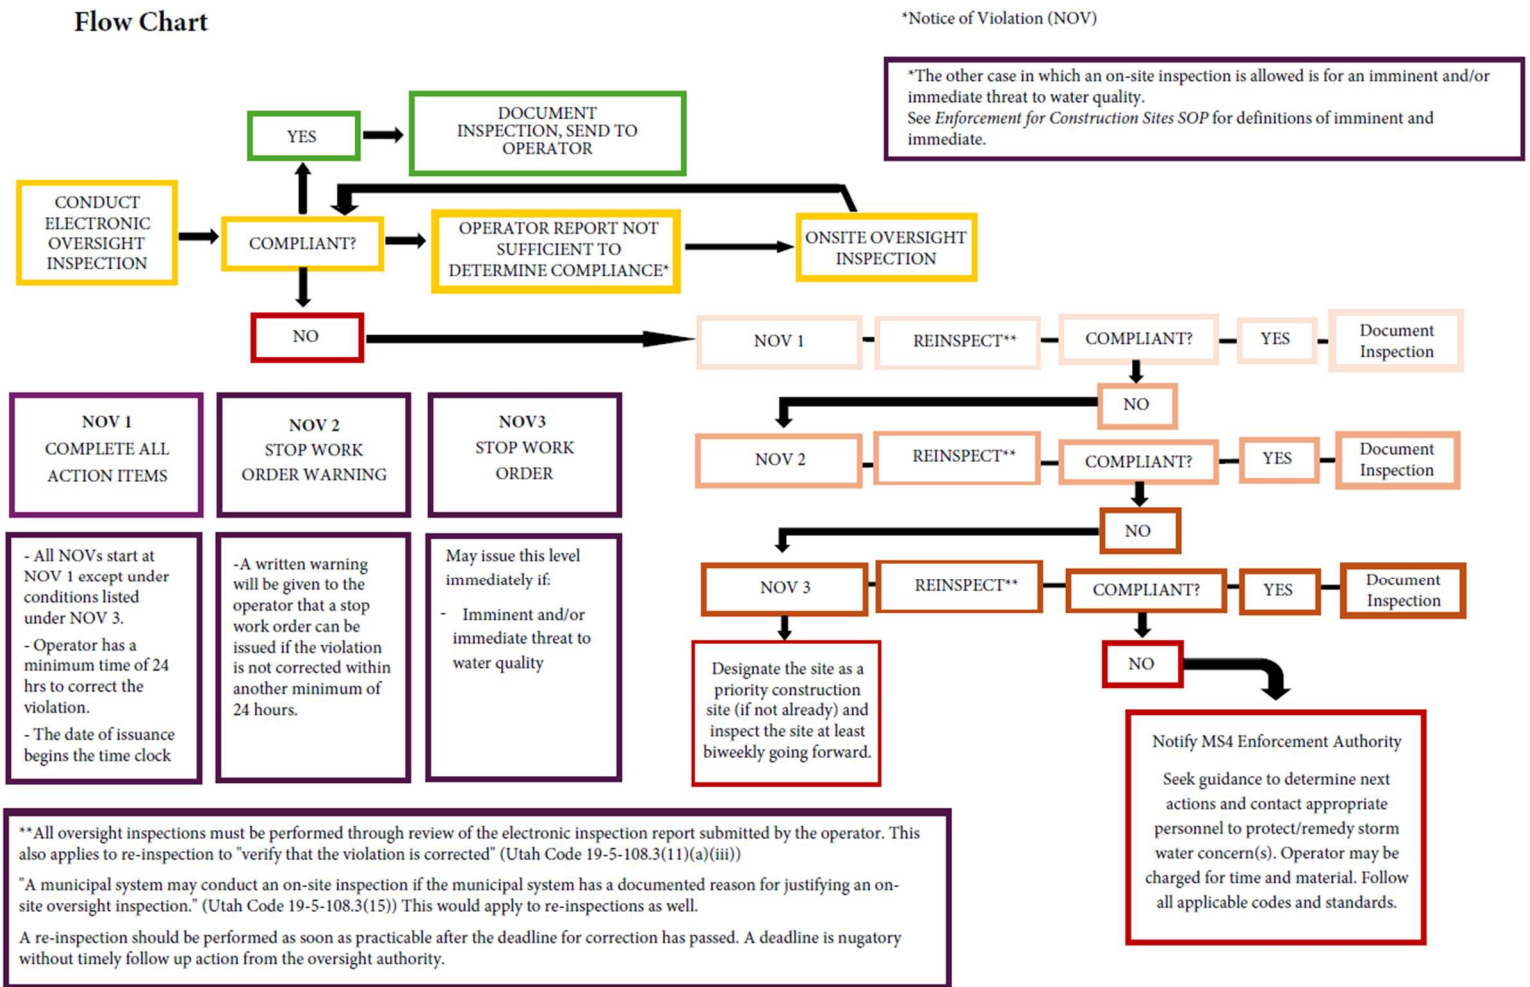 Flow Chart
*Notice of Violation (NOV)
*The other case in which an on-site inspection is allowed is for an imminent and/or
immediate threat to water quality.
See Enforcement for Construction Sites SOP for definitions of imminent and
immediate.
YES
DOCUMENT
INSPECTION, SEND TO
OPERATOR
CONDUCT
ELECTRONIC
OVERSIGHT
INSPECTION
COMPLIANT?
OPERATOR REPORT NOT
SUFFICIENT TO
DETERMINE COMPLIANCE*
ONSITE OVERSIGHT
INSPECTION
NO
NOV 1
REINSPECT**
COMPLIANT?
YES
Document
Inspection
NO
NOV 2
REINSPECT**
COMPLIANT?
YES
Document
Inspection
NO
NOV 3
REINSPECT**
COMPLIANT?
YES
Document
Inspection
NO
Designate the site as a
priority construction
site (if not already) and
inspect the site at least
biweekly going forward.
Notify MS4 Enforcement Authority
Seek guidance to determine next
actions and contact appropriate
personnel to protect/remedy storm
water concern(s). Operator may be
charged for time and material. Follow
all applicable codes and standards.
NOV 1
COMPLETE ALL
ACTION ITEMS
NOV 2
STOP WORK
ORDER WARNING
NOV3
STOP WORK
ORDER
- All NOVs start at
NOV 1 except under
conditions listed
under NOV 3.
- Operator has a
minimum time of 24
hrs to correct the
violation.
- The date of issuance
begins the time clock
-A written warning
will be given to the
operator that a stop
work order can be
issued if the violation
is not corrected within
another minimum of
24 hours.
May issue this level
immediately if:
- Imminent and/or
immediate threat to
water quality
**All oversight inspections must be performed through review of the electronic inspection report submitted by the operator. This
also applies to re-inspection to "verify that the violation is corrected" (Utah Code 19-5-108.3(11)(a)(iii))
"A municipal system may conduct an on-site inspection if the municipal system has a documented reason for justifying an on-
site oversight inspection." (Utah Code 19-5-108.3(15)) This would apply to re-inspections as well.
A re-inspection should be performed as soon as practicable after the deadline for correction has passed. A deadline is nugatory
without timely follow up action from the oversight authority.